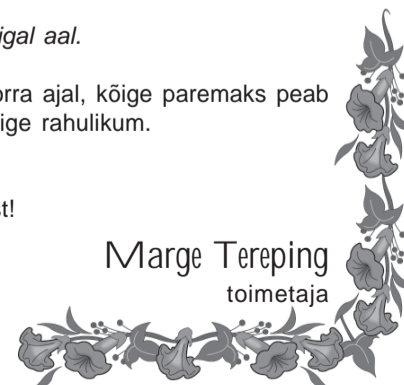 igal aal.
orra ajal, kõige paremaks peab
ige rahulikum.
t!
Marge Tereping
toimetaja